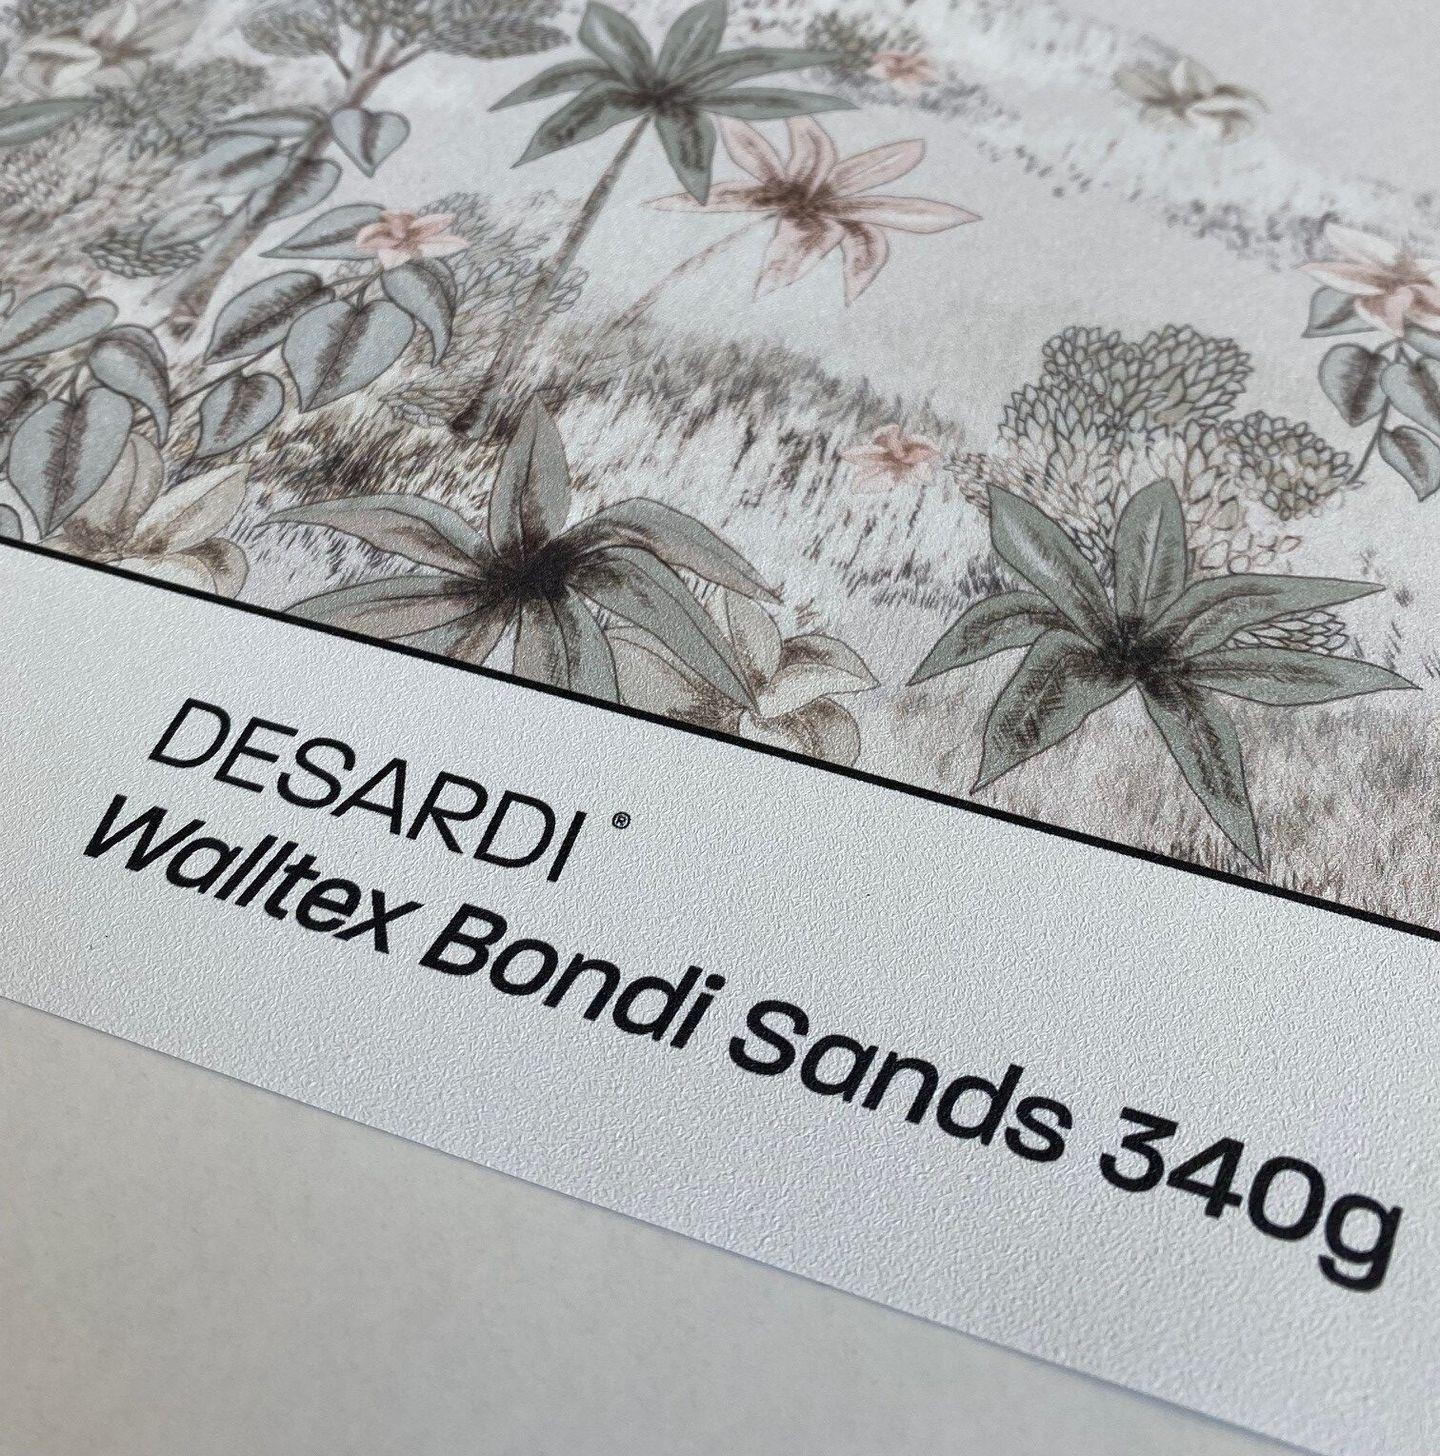 DESARDI®
Walltex Bondi Sands 340g